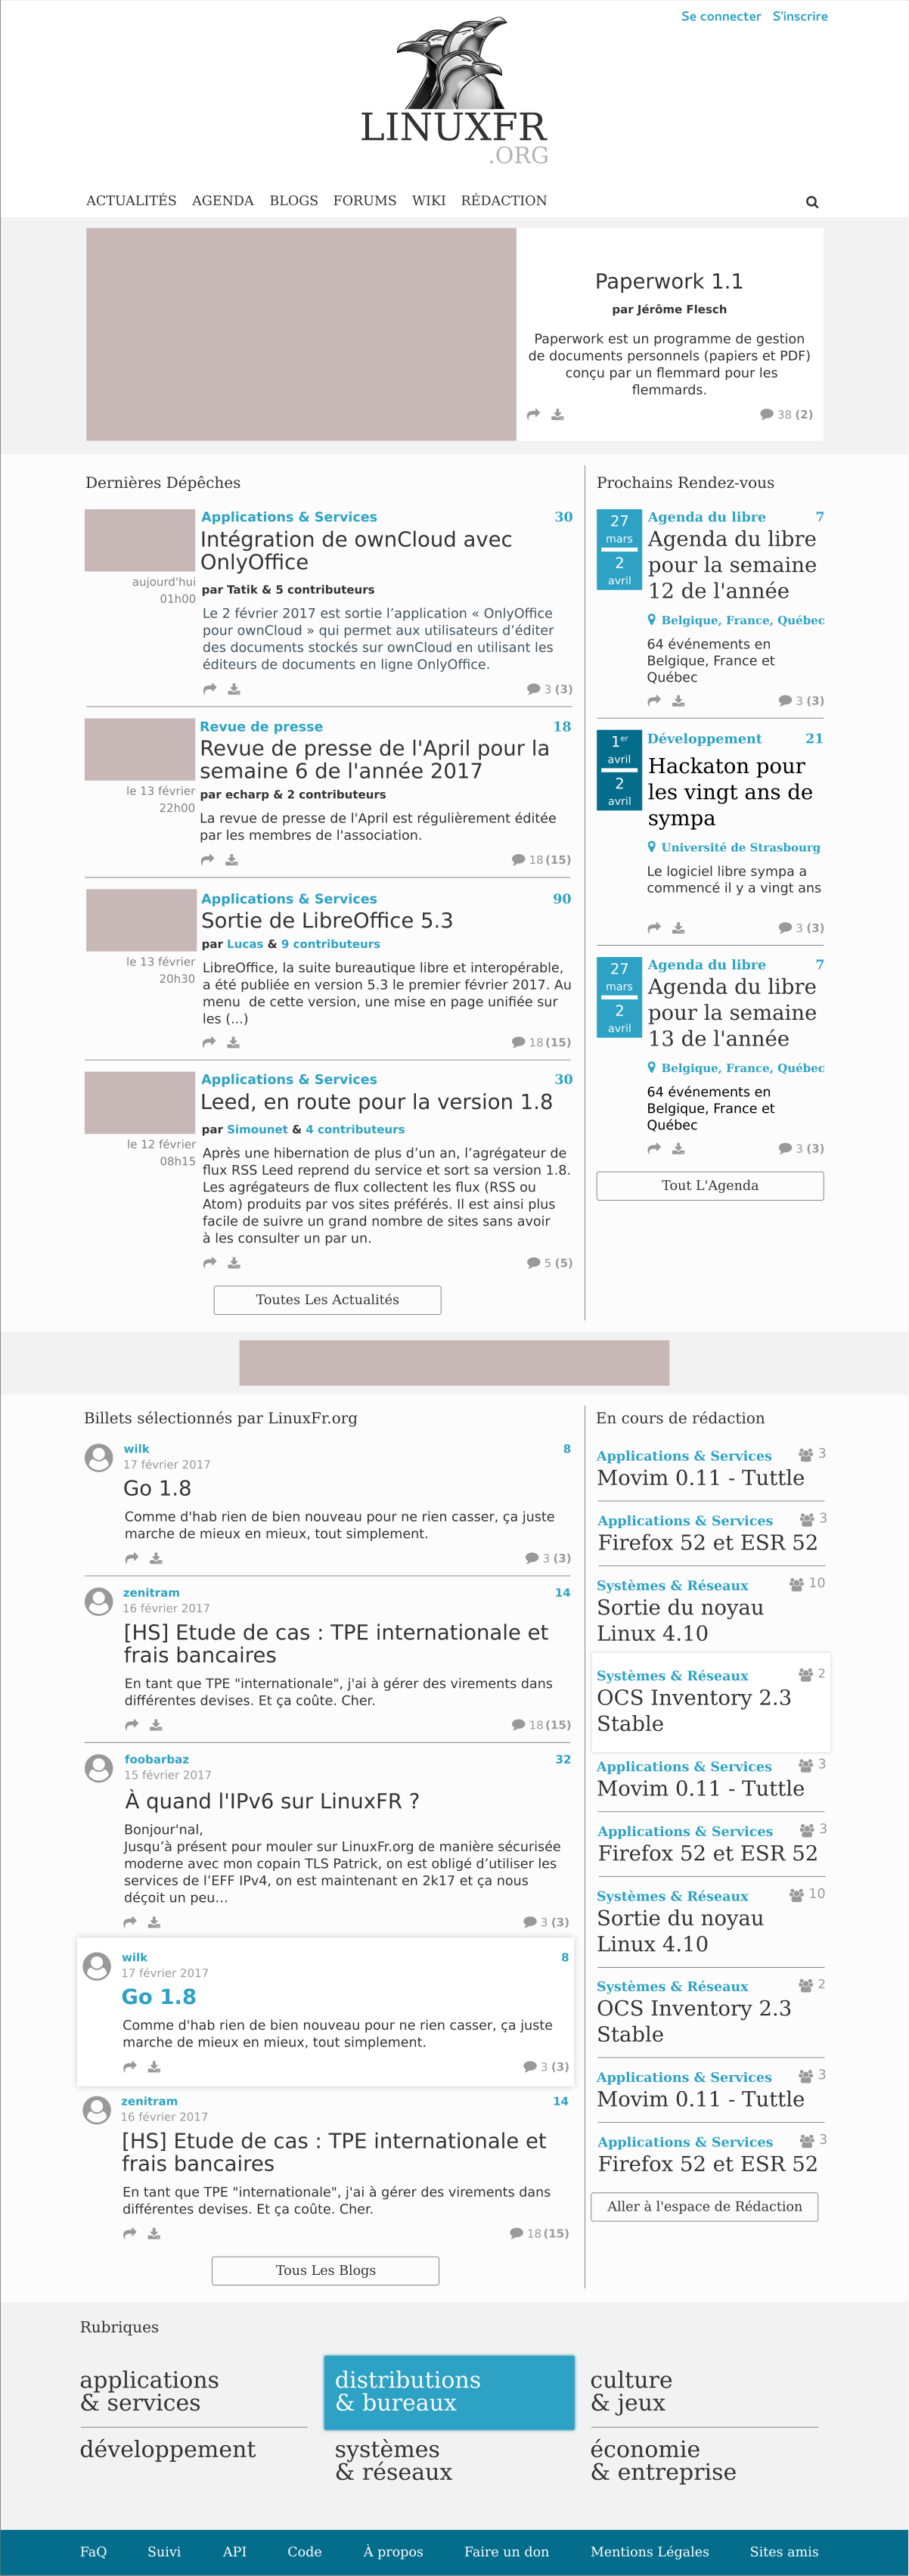 Se connecter S'inscrire
LINUXFR
.ORG
ACTUALITÉS AGENDA BLOGS FORUMS WIKI RÉDACTION
Paperwork 1.1
par Jérôme Flesch
Paperwork est un programme de gestion
de documents personnels (papiers et PDF)
conçu par un flemmard pour les
flemmards.
38 (2)
Dernières Dépêches
Applications & Services 30
Intégration de ownCloud avec
OnlyOffice
aujourd'hui
01h00
par Tatik & 5 contributeurs
Le 2 février 2017 est sortie l’application « OnlyOffice
pour ownCloud » qui permet aux utilisateurs d’éditer
des documents stockés sur ownCloud en utilisant les
éditeurs de documents en ligne OnlyOffice.
3 (3)
Revue de presse 18
Revue de presse de l'April pour la
semaine 6 de l'année 2017
le 13 février
22h00
par echarp & 2 contributeurs
La revue de presse de l'April est régulièrement éditée
par les membres de l'association.
18 (15)
Applications & Services 90
Sortie de LibreOffice 5.3
par Lucas & 9 contributeurs
le 13 février
20h30
LibreOffice, la suite bureautique libre et interopérable,
a été publiée en version 5.3 le premier février 2017. Au
menu de cette version, une mise en page unifiée sur
les (...)
18 (15)
Applications & Services 30
Leed, en route pour la version 1.8
par Simounet & 4 contributeurs
le 12 février
08h15
Après une hibernation de plus d’un an, l’agrégateur de
flux RSS Leed reprend du service et sort sa version 1.8.
Les agrégateurs de flux collectent les flux (RSS ou
Atom) produits par vos sites préférés. Il est ainsi plus
facile de suivre un grand nombre de sites sans avoir
à les consulter un par un.
5 (5)
Toutes Les Actualités
Prochains Rendez-vous
27
mars
2
avril
Agenda du libre 7
Agenda du libre
pour la semaine
12 de l'année
Belgique, France, Québec
64 événements en
Belgique, France et
Québec
3 (3)
1er
avril
2
avril
Développement 21
Hackaton pour
les vingt ans de
sympa
Université de Strasbourg
Le logiciel libre sympa a
commencé il y a vingt ans
3 (3)
27
mars
2
avril
Agenda du libre 7
Agenda du libre
pour la semaine
13 de l'année
Belgique, France, Québec
64 événements en
Belgique, France et
Québec
3 (3)
Tout L'Agenda
Billets sélectionnés par LinuxFr.org
wilk 8
17 février 2017
Go 1.8
Comme d'hab rien de bien nouveau pour ne rien casser, ça juste
marche de mieux en mieux, tout simplement.
3 (3)
zenitram 14
16 février 2017
[HS] Etude de cas : TPE internationale et
frais bancaires
En tant que TPE "internationale", j'ai à gérer des virements dans
différentes devises. Et ça coûte. Cher.
18 (15)
foobarbaz 32
15 février 2017
À quand l'IPv6 sur LinuxFR ?
Bonjour'nal,
Jusqu’à présent pour mouler sur LinuxFr.org de manière sécurisée
moderne avec mon copain TLS Patrick, on est obligé d’utiliser les
services de l’EFF IPv4, on est maintenant en 2k17 et ça nous
déçoit un peu…
3 (3)
wilk 8
17 février 2017
Go 1.8
Comme d'hab rien de bien nouveau pour ne rien casser, ça juste
marche de mieux en mieux, tout simplement.
3 (3)
zenitram 14
16 février 2017
[HS] Etude de cas : TPE internationale et
frais bancaires
En tant que TPE "internationale", j'ai à gérer des virements dans
différentes devises. Et ça coûte. Cher.
18 (15)
Tous Les Blogs
En cours de rédaction
Applications & Services 3
Movim 0.11 - Tuttle
Applications & Services 3
Firefox 52 et ESR 52
Systèmes & Réseaux 10
Sortie du noyau
Linux 4.10
Systèmes & Réseaux 2
OCS Inventory 2.3
Stable
Applications & Services 3
Movim 0.11 - Tuttle
Applications & Services 3
Firefox 52 et ESR 52
Systèmes & Réseaux 10
Sortie du noyau
Linux 4.10
Systèmes & Réseaux 2
OCS Inventory 2.3
Stable
Applications & Services 3
Movim 0.11 - Tuttle
Applications & Services 3
Firefox 52 et ESR 52
Aller à l'espace de Rédaction
Rubriques
applications
& services
distributions
& bureaux
culture
& jeux
développement
systèmes
& réseaux
économie
& entreprise
FaQ Suivi API Code À propos Faire un don Mentions Légales Sites amis